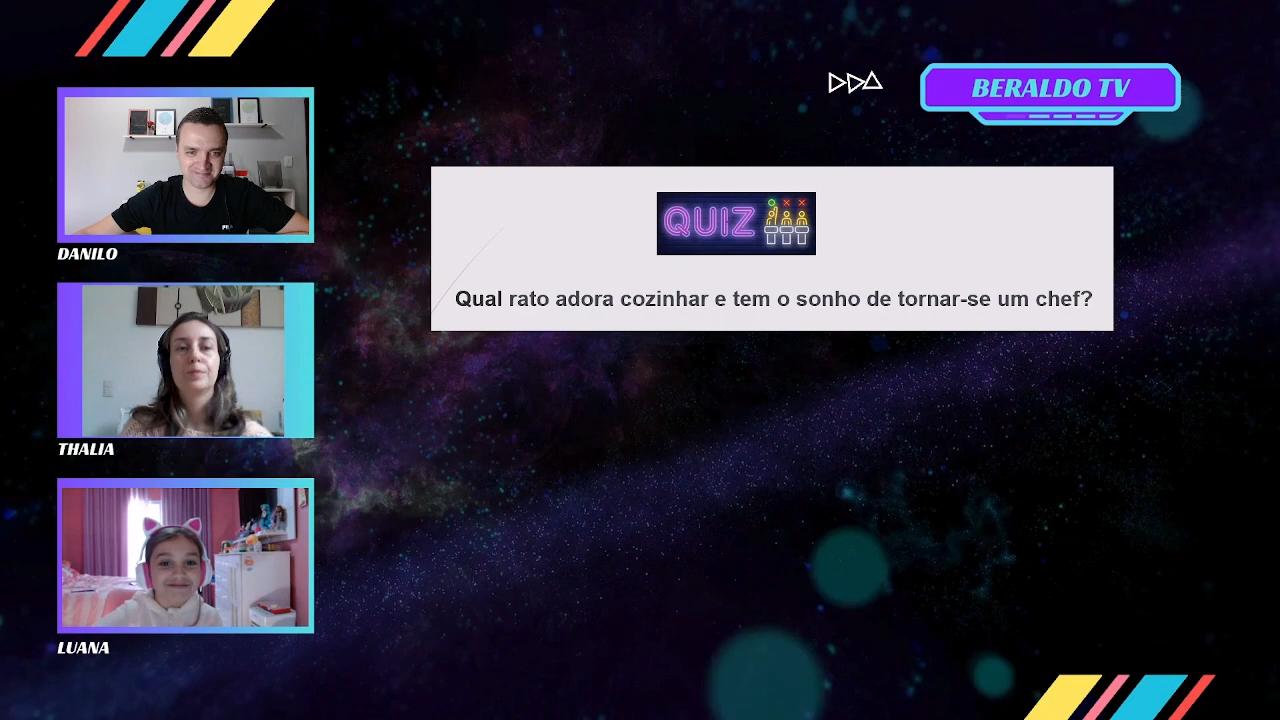 BERALDO TV
QUIZ
Qual rato adora cozinhar e tem o sonho de tornar-se um chef?
DANILO
THALIA
LUANA